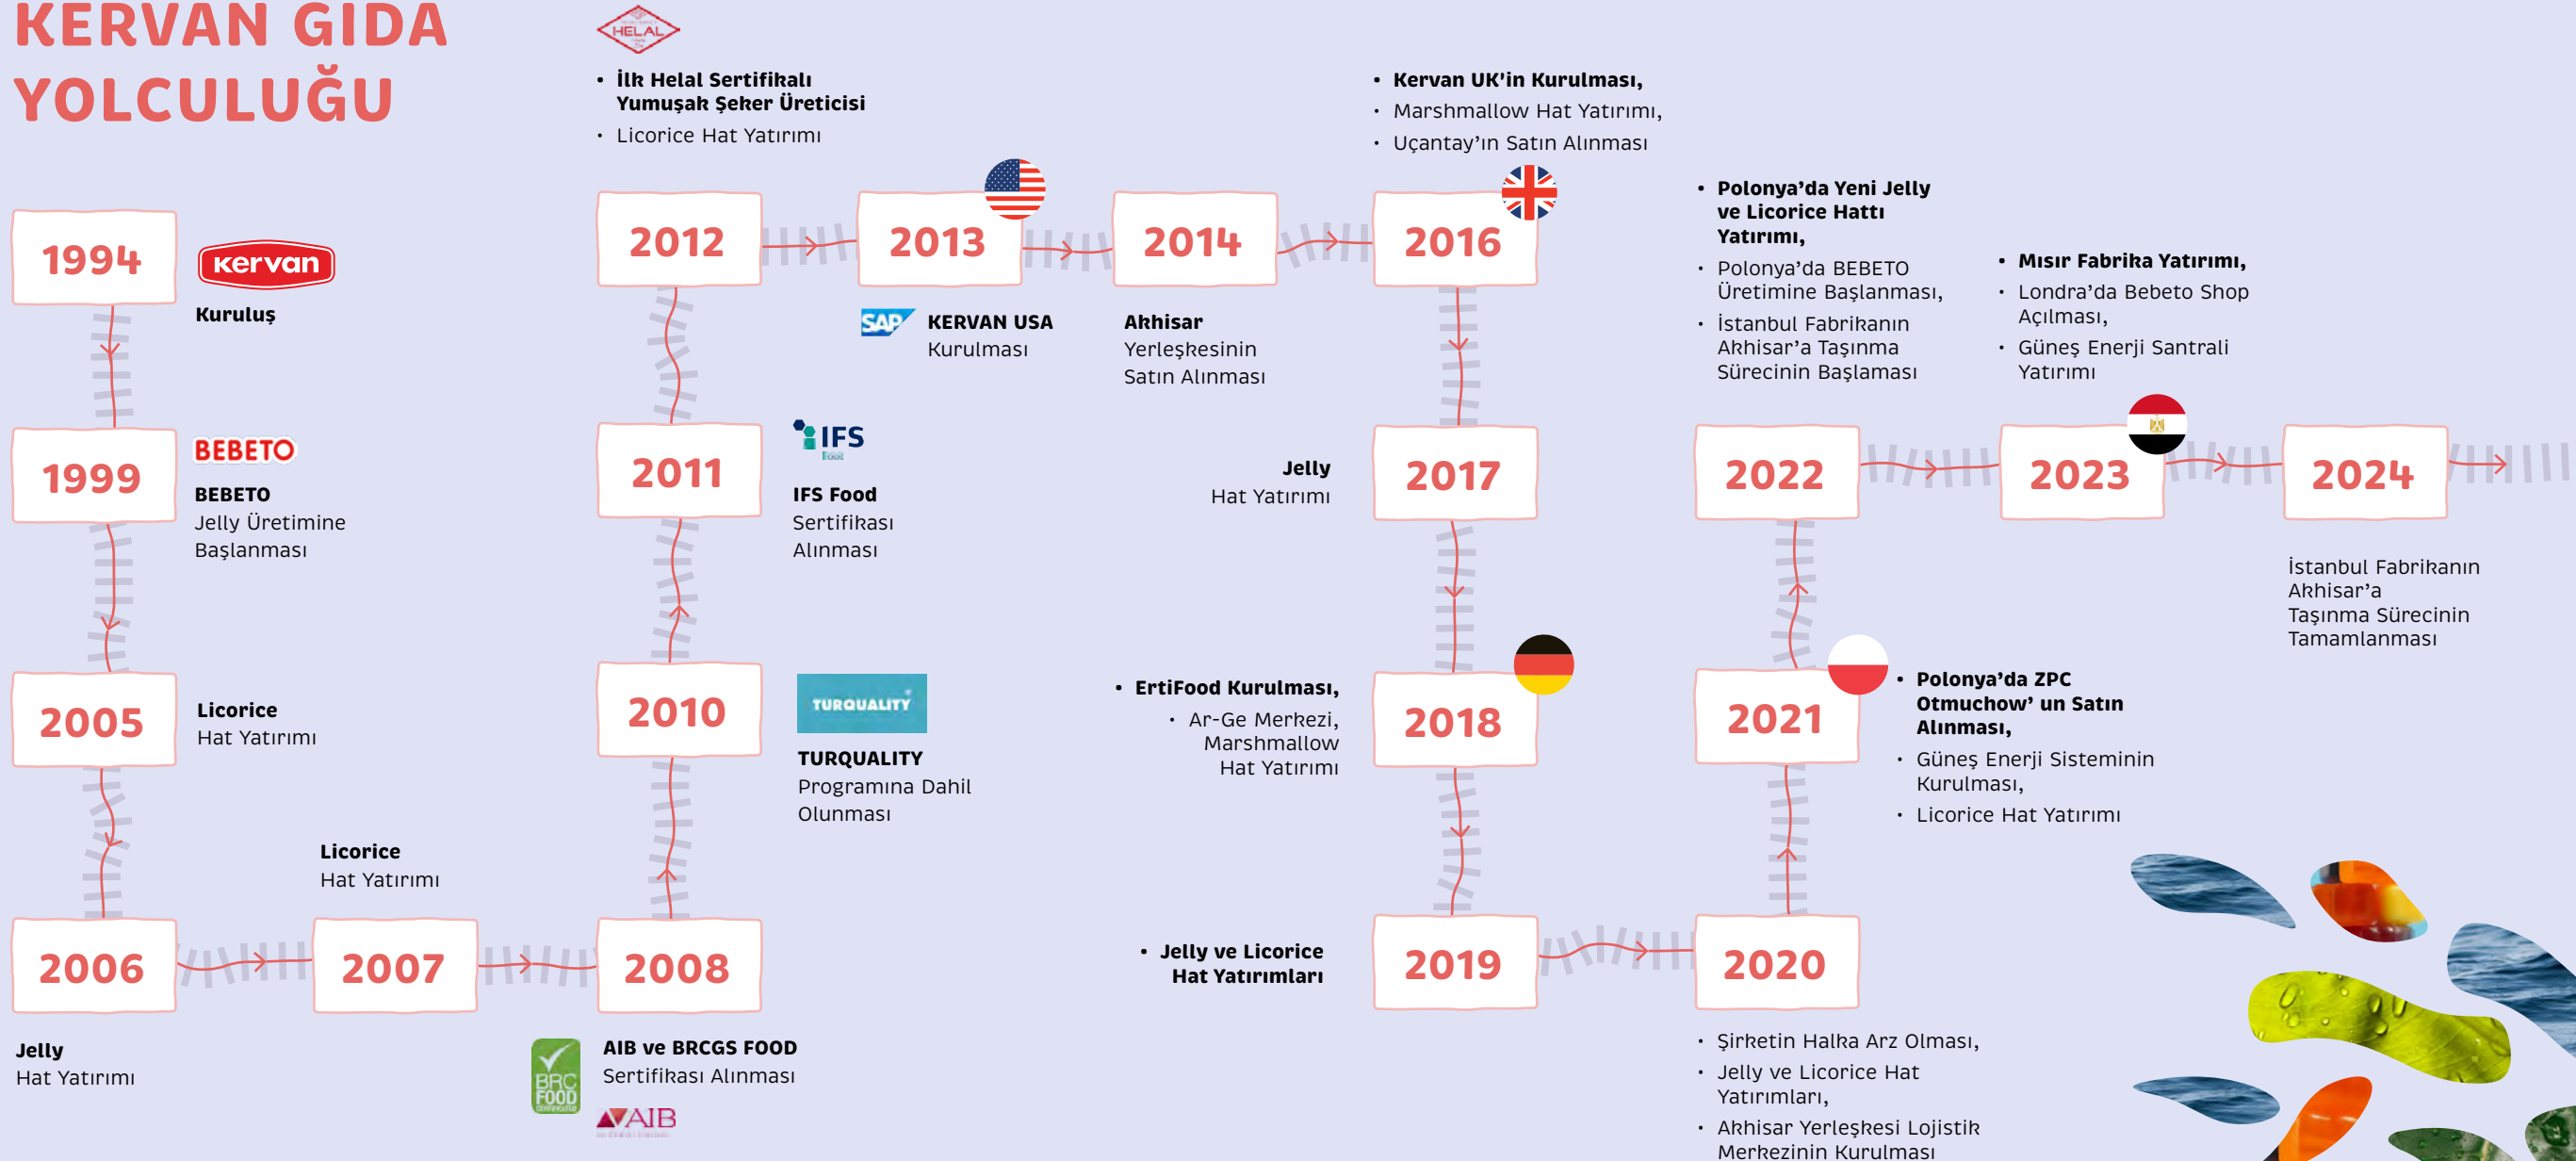 KERVAN GIDA
YOLCULUĞU
1994
kervan
Kuruluş
1999
BEBETO
BEBETO
Jelly Üretimine
Başlanması
2005
Licorice
Hat Yatırımı
2006
Jelly
Hat Yatırımı
Licorice
Hat Yatırımı
2007
2008
BRC
FOOD
CERTIFICATED
AIB ve BRCGS FOOD
Sertifikası Alınması
AIB
2010
TURQUALITY
TURQUALITY
Programına Dahil
Olunması
2011
IFS
Food
IFS Food
Sertifikası
Alınması
HELAL
• İlk Helal Sertifikalı
Yumuşak Şeker Üreticisi
• Licorice Hat Yatırımı
2012
2013
SAP
KERVAN USA
Kurulması
2014
Akhisar
Yerleşkesinin
Satın Alınması
• Kervan UK'in Kurulması,
• Marshmallow Hat Yatırımı,
• Uçantay'ın Satın Alınması
2016
Jelly
Hat Yatırımı
2017
• ErtiFood Kurulması,
• Ar-Ge Merkezi,
Marshmallow
Hat Yatırımı
2018
• Jelly ve Licorice
Hat Yatırımları
2019
2020
• Şirketin Halka Arz Olması,
• Jelly ve Licorice Hat
Yatırımları,
• Akhisar Yerleşkesi Lojistik
Merkezinin Kurulması
2021
• Polonya'da ZPC
Otmuchow' un Satın
Alınması,
• Güneş Enerji Sisteminin
Kurulması,
• Licorice Hat Yatırımı
• Polonya'da Yeni Jelly
ve Licorice Hattı
Yatırımı,
• Polonya'da BEBETO
Üretimine Başlanması,
• İstanbul Fabrikanın
Akhisar'a Taşınma
Sürecinin Başlaması
2022
• Mısır Fabrika Yatırımı,
• Londra'da Bebeto Shop
Açılması,
• Güneş Enerji Santrali
Yatırımı
2023
2024
İstanbul Fabrikanın
Akhisar'a
Taşınma Sürecinin
Tamamlanması